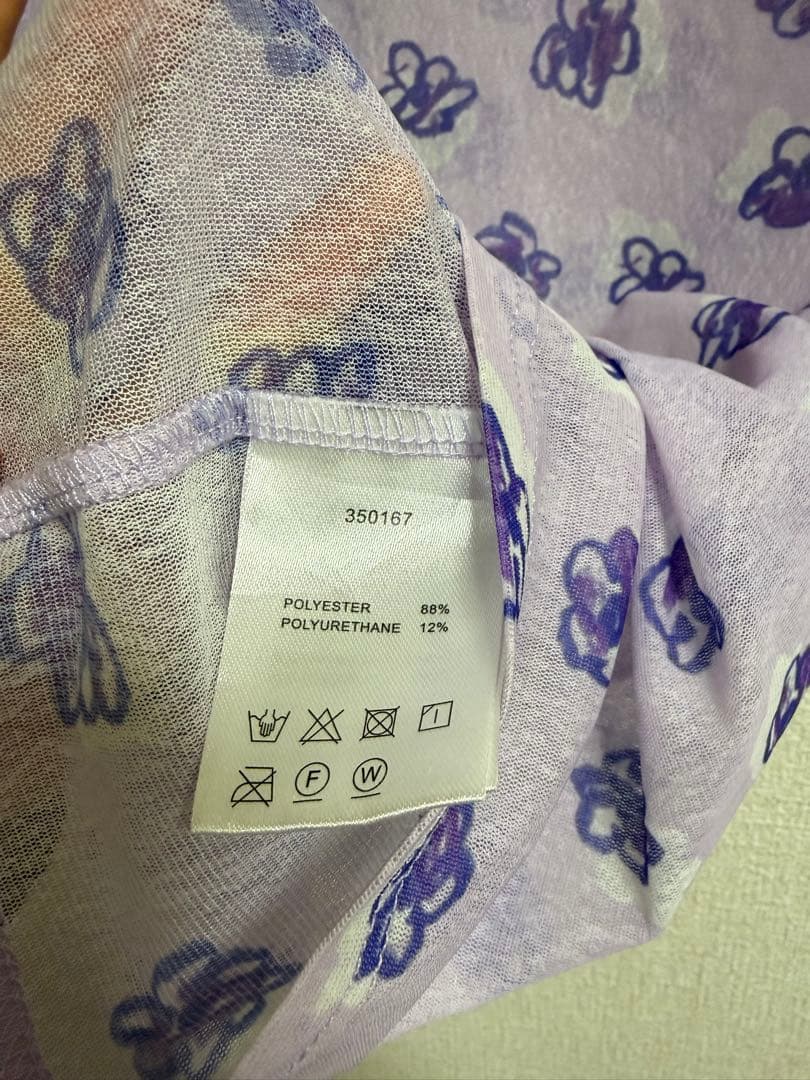 350167
POLYESTER 88%
POLYURETHANE 12%
F W